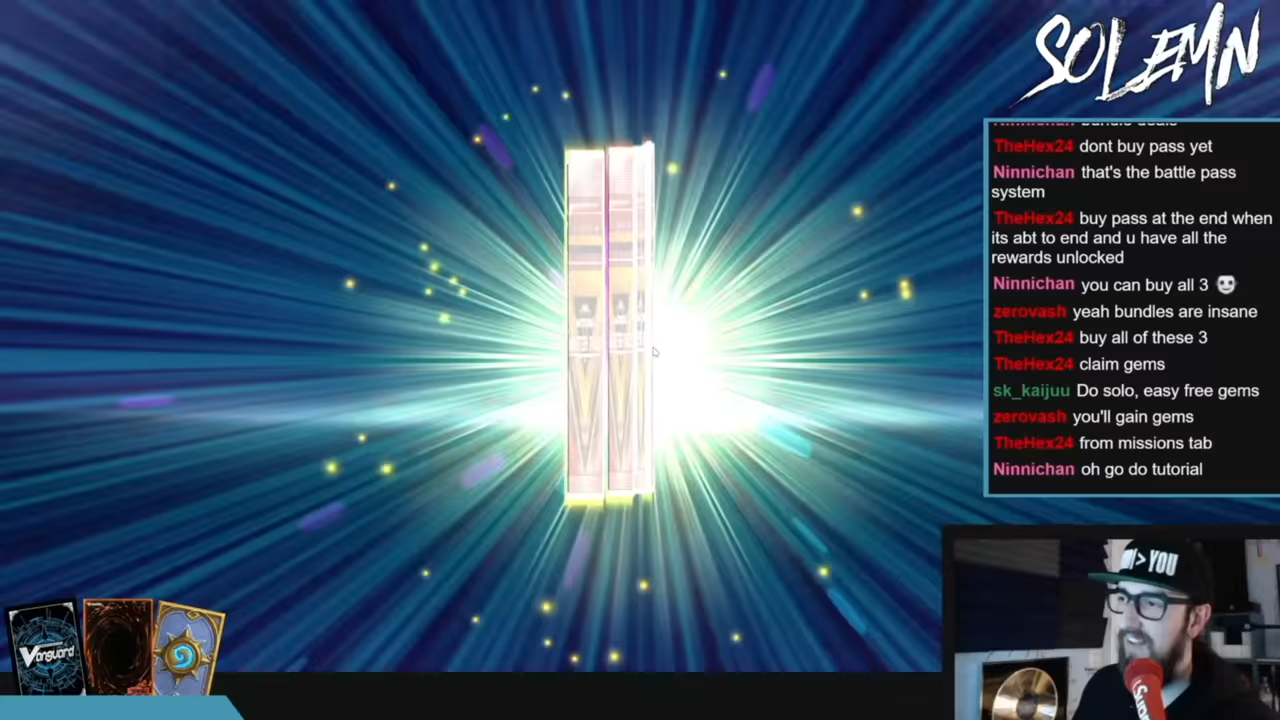 SOLEMN
TheHex24 dont buy pass yet
Ninnichan that's the battle pass
system
TheHex24 buy pass at the end when
its abt to end and u have all the
rewards unlocked
Ninnichan you can buy all 3
zerovash yeah bundles are insane
TheHex24 buy all of these 3
TheHex24 claim gems
sk_kaijuu Do solo, easy free gems
zerovash you'll gain gems
TheHex24 from missions tab
Ninnichan oh go do tutorial
> YOU
Vanguard